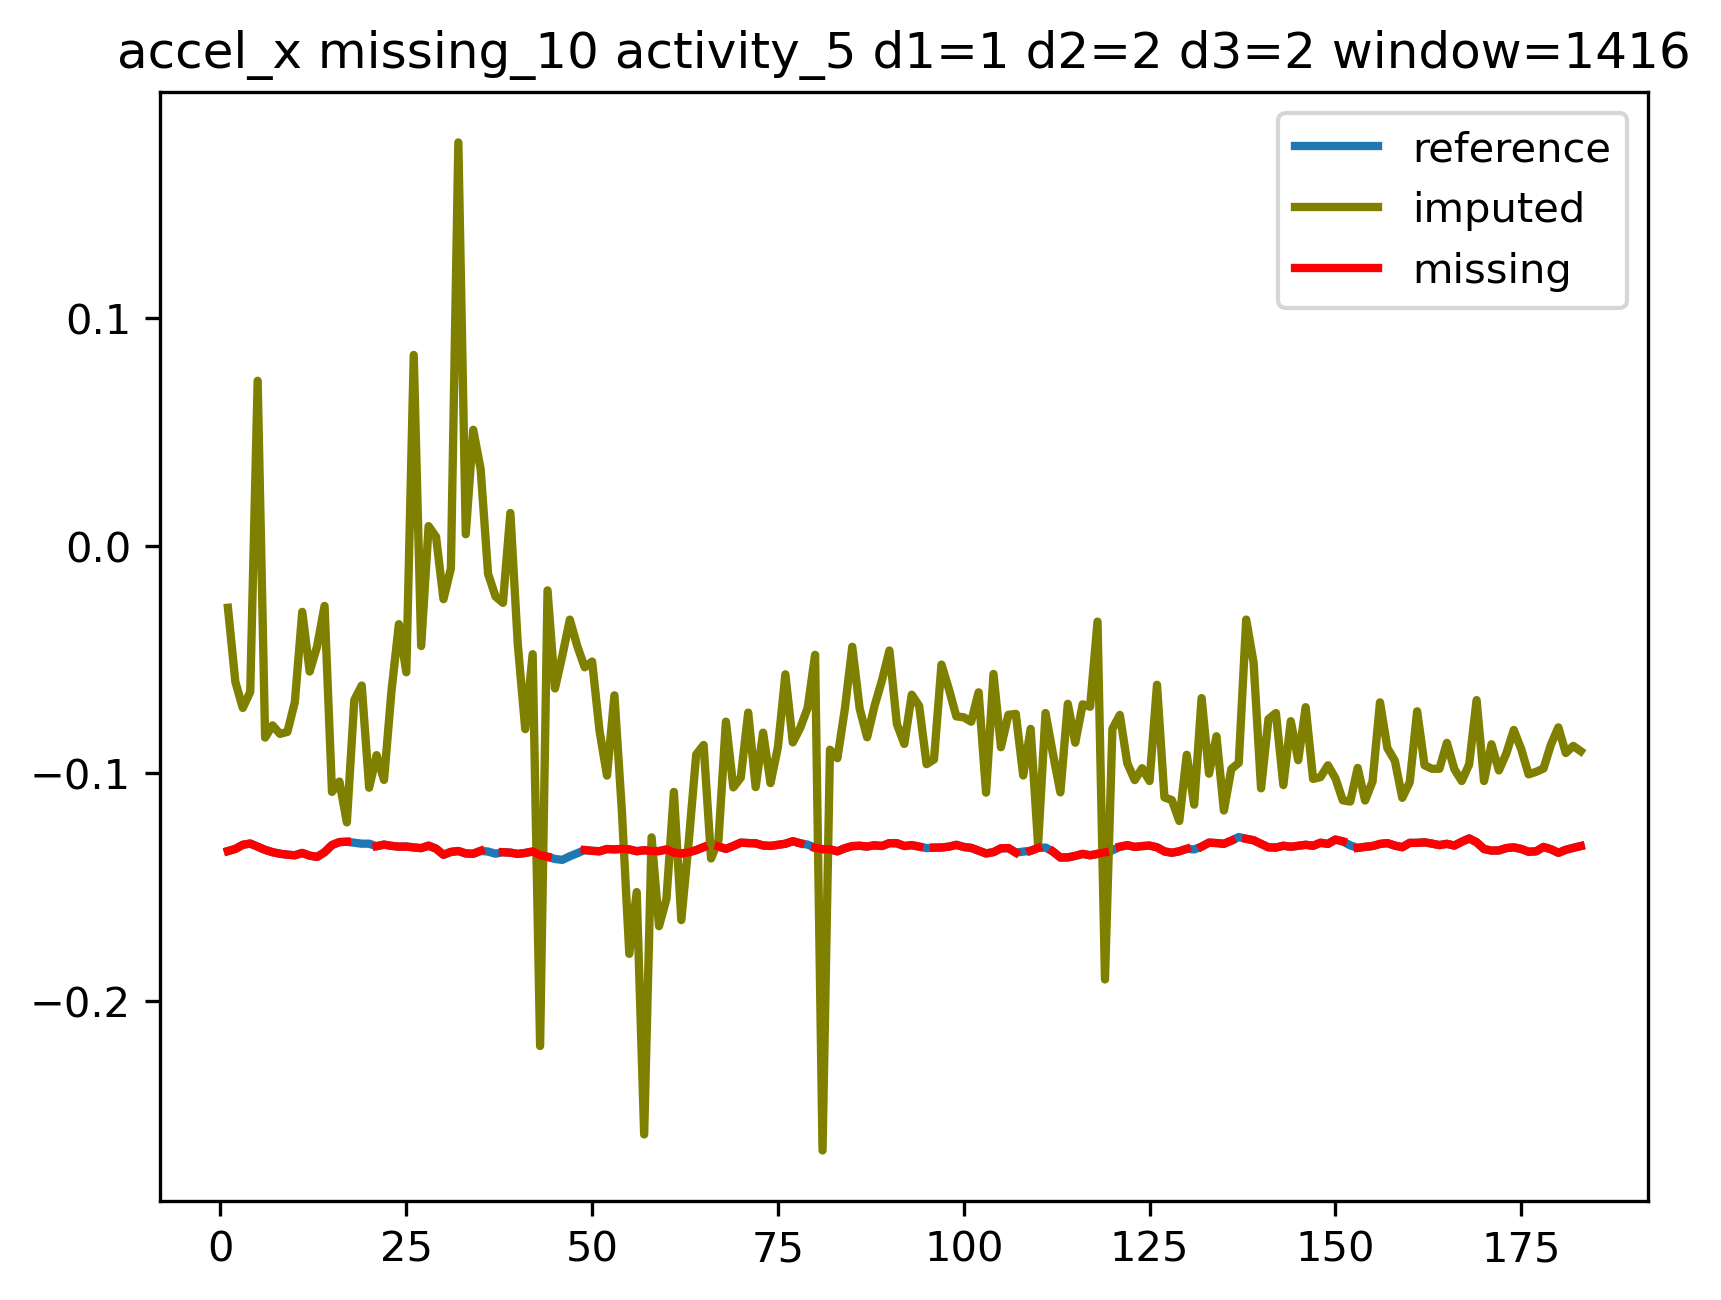 accel_x missing_10 activity_5 d1=1 d2=2 d3=2 window=1416
reference
imputed
missing
0.1
0.0
−0.1
−0.2
0 25 50 75 100 125 150 175